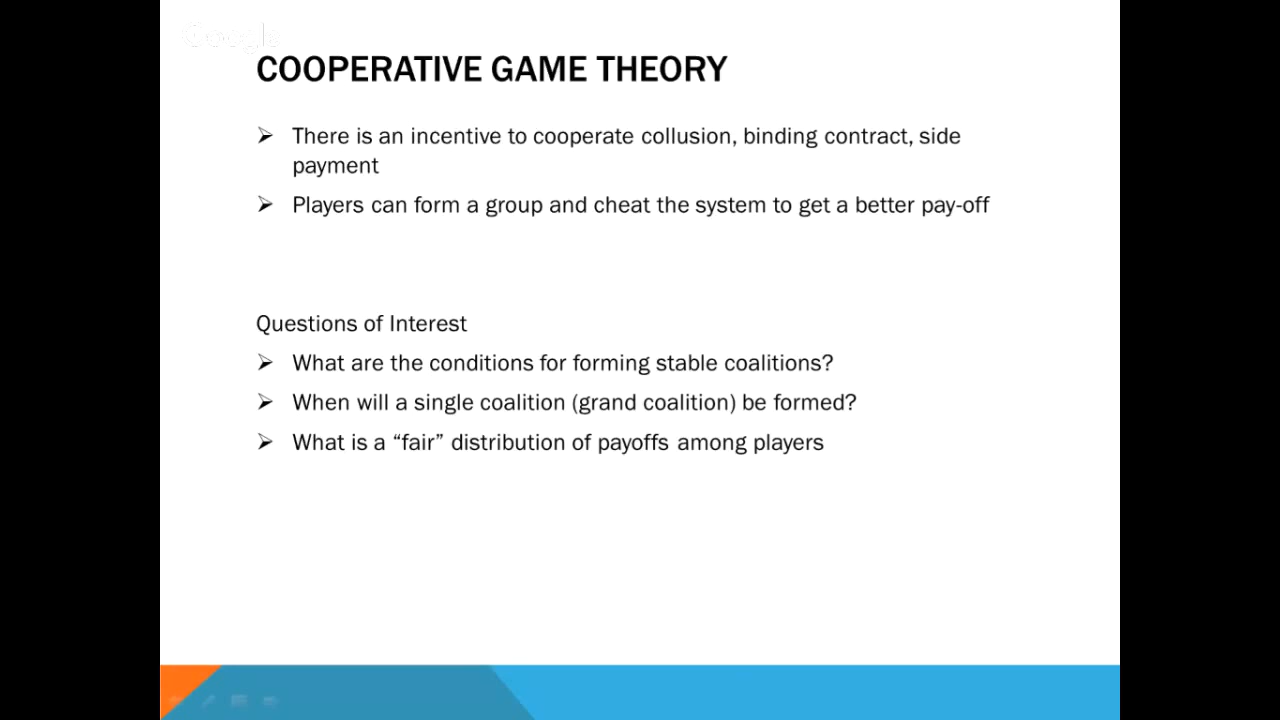 Google
COOPERATIVE GAME THEORY
➢ There is an incentive to cooperate collusion, binding contract, side
payment
➢ Players can form a group and cheat the system to get a better pay-off
Questions of Interest
➢ What are the conditions for forming stable coalitions?
➢ When will a single coalition (grand coalition) be formed?
➢ What is a “fair” distribution of payoffs among players